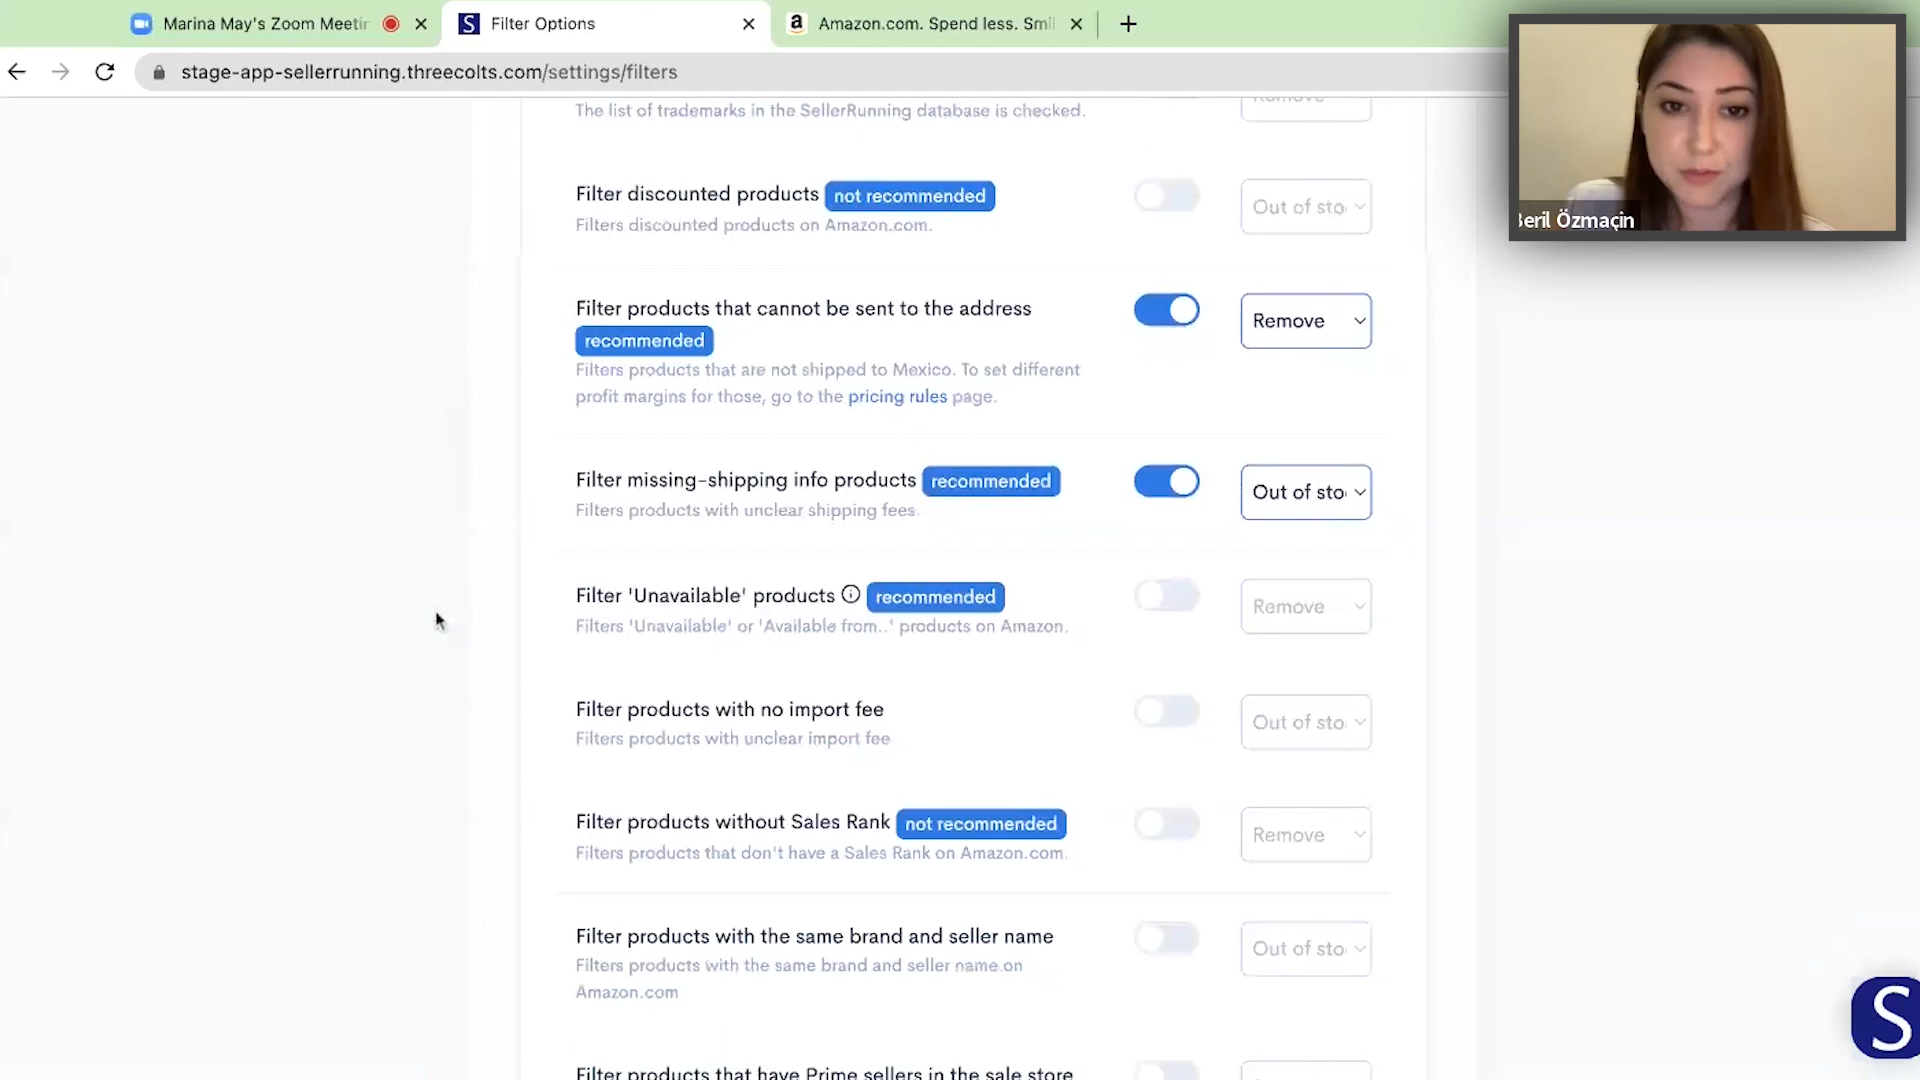 Marina May's Zoom Meetin
S Filter Options
a Amazon.com. Spend less. Smil
stage-app-sellerrunning.threecolts.com/settings/filters
The list of trademarks in the SellerRunning database is checked.
Remove
Filter discounted products not recommended
Filters discounted products on Amazon.com.
Out of sto
Beril Özmaçin
Filter products that cannot be sent to the address
recommended
Filters products that are not shipped to Mexico. To set different
profit margins for those, go to the pricing rules page.
Remove
Filter missing-shipping info products recommended
Filters products with unclear shipping fees.
Out of sto
Filter 'Unavailable' products recommended
Filters 'Unavailable' or 'Available from..' products on Amazon.
Remove
Filter products with no import fee
Filters products with unclear import fee
Out of sto
Filter products without Sales Rank not recommended
Filters products that don't have a Sales Rank on Amazon.com.
Remove
Filter products with the same brand and seller name
Filters products with the same brand and seller name on
Amazon.com
Out of sto
S
Filter products that have Prime sellers in the sale store